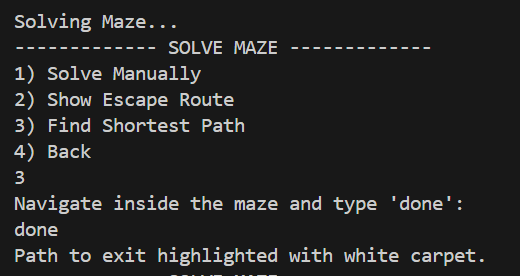 Solving Maze...
------------- SOLVE MAZE -------------
1) Solve Manually
2) Show Escape Route
3) Find Shortest Path
4) Back
3
Navigate inside the maze and type 'done':
done
Path to exit highlighted with white carpet.